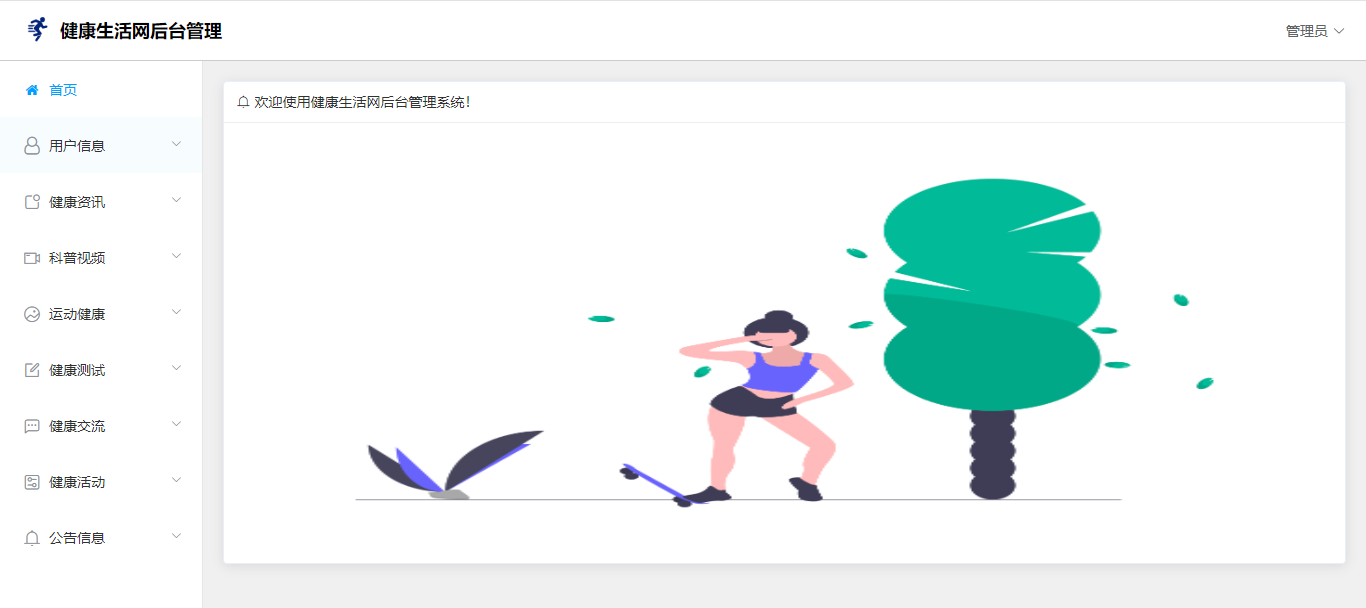 健康生活网后台管理
管理员
首页
欢迎使用健康生活网后台管理系统！
用户信息
健康资讯
科普视频
运动健康
健康测试
健康交流
健康活动
公告信息